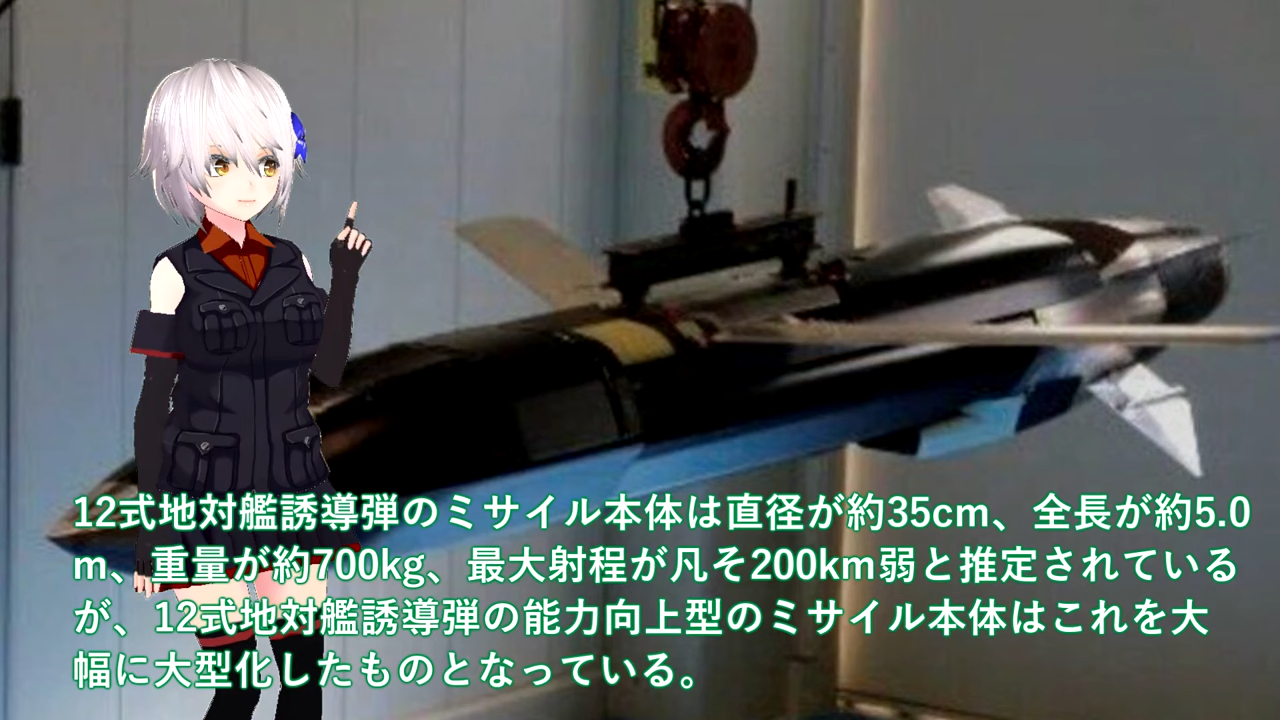 12式地対艦誘導弾のミサイル本体は直径が約35cm、全長が約5.0
m、重量が約700kg、最大射程が凡そ200km弱と推定されている
が、12式地対艦誘導弾の能力向上型のミサイル本体はこれを大
幅に大型化したものとなっている。